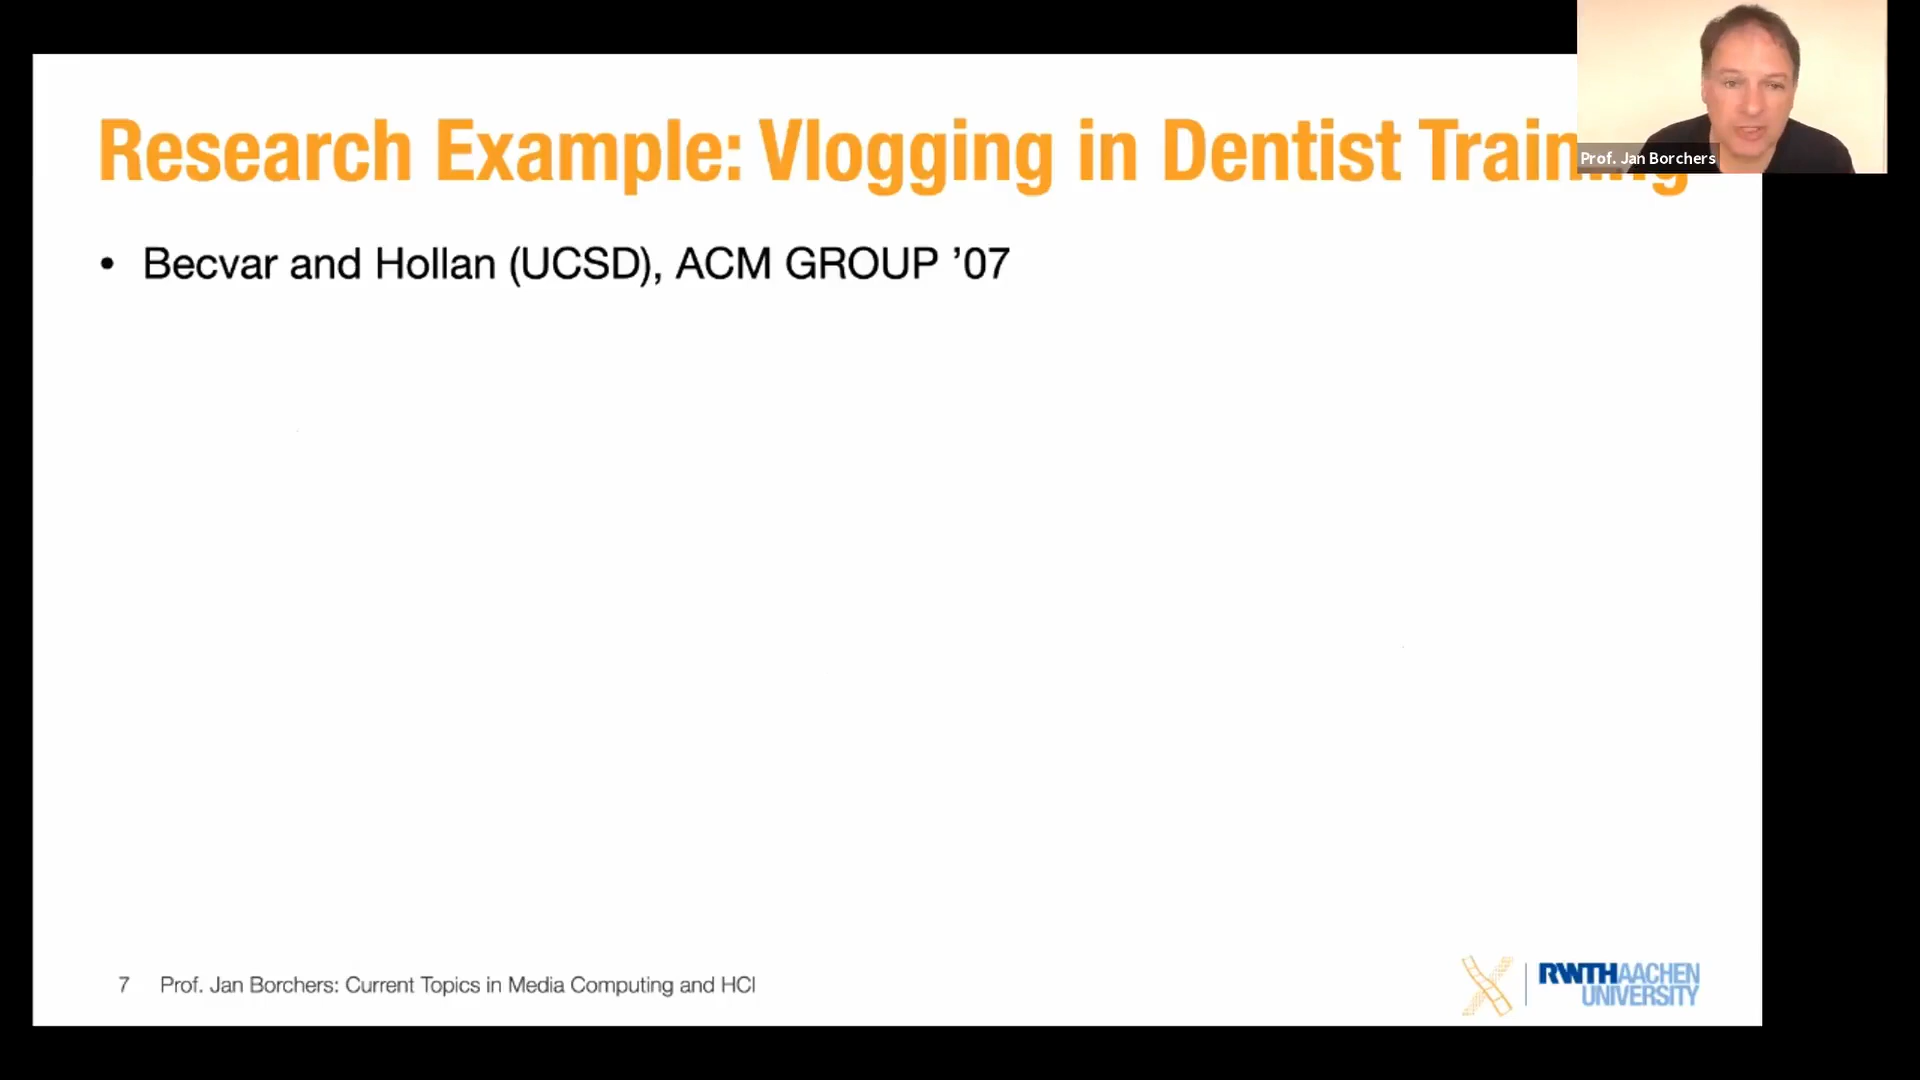 Research Example: Vlogging in Dentist Training
Prof. Jan Borchers
• Becvar and Hollan (UCSD), ACM GROUP ’07
7 Prof. Jan Borchers: Current Topics in Media Computing and HCI
RWTHAACHEN
UNIVERSITY